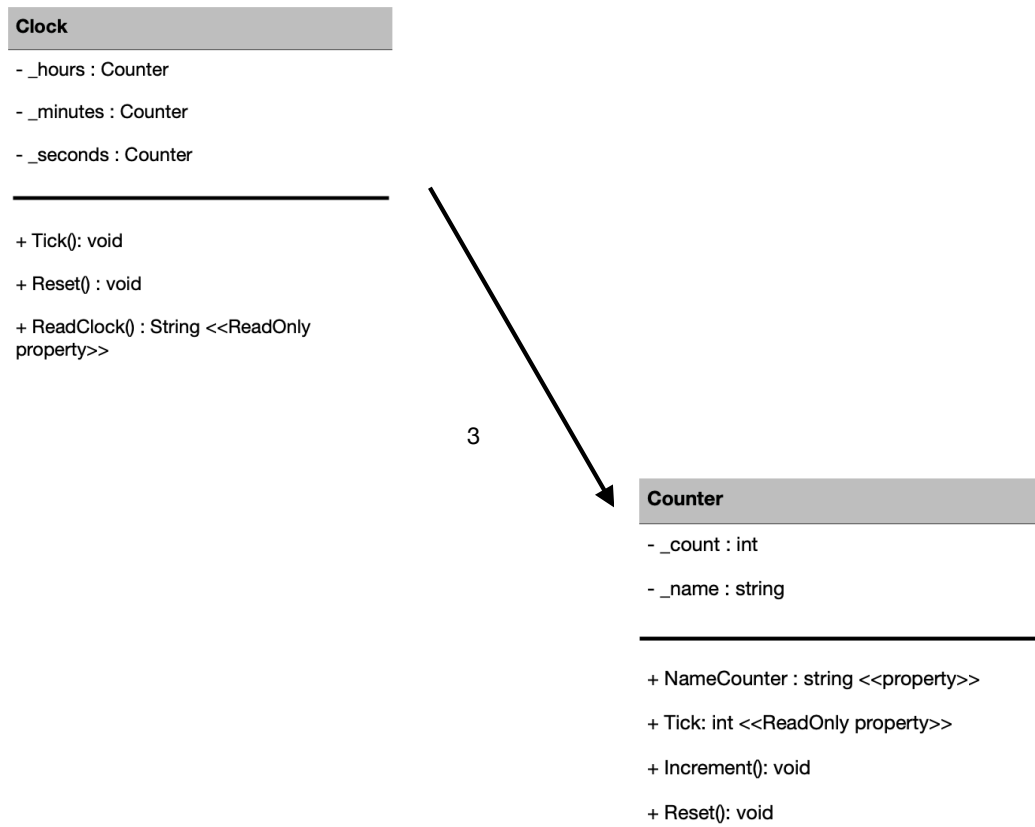 Clock
- _hours : Counter
- _minutes : Counter
- _seconds : Counter
+ Tick(): void
+ Reset() : void
+ ReadClock() : String <<ReadOnly
property>>
3
Counter
- _count : int
- _name : string
+ NameCounter : string <<property>>
+ Tick: int <<ReadOnly property>>
+ Increment(): void
+ Reset(): void